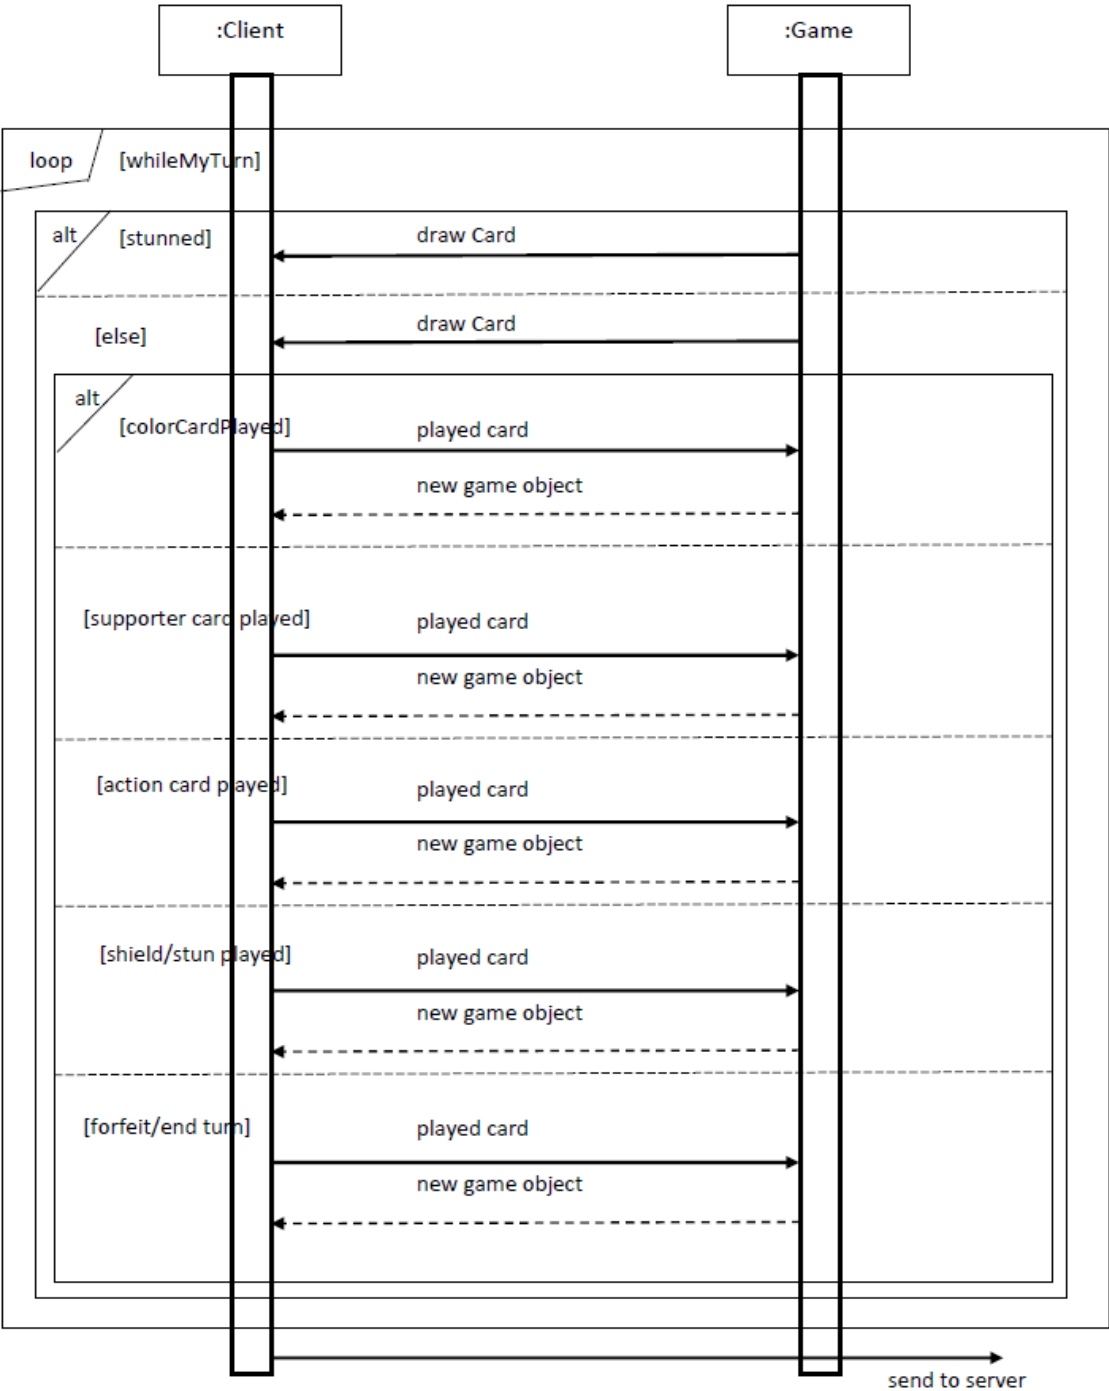 :Client
:Game
loop
[whileMyTurn]
alt
[stunned]
draw Card
[else]
draw Card
alt
[colorCardPlayed]
played card
new game object
[supporter card played]
played card
new game object
[action card played]
played card
new game object
[shield/stun played]
played card
new game object
[forfeit/end turn]
played card
new game object
send to server